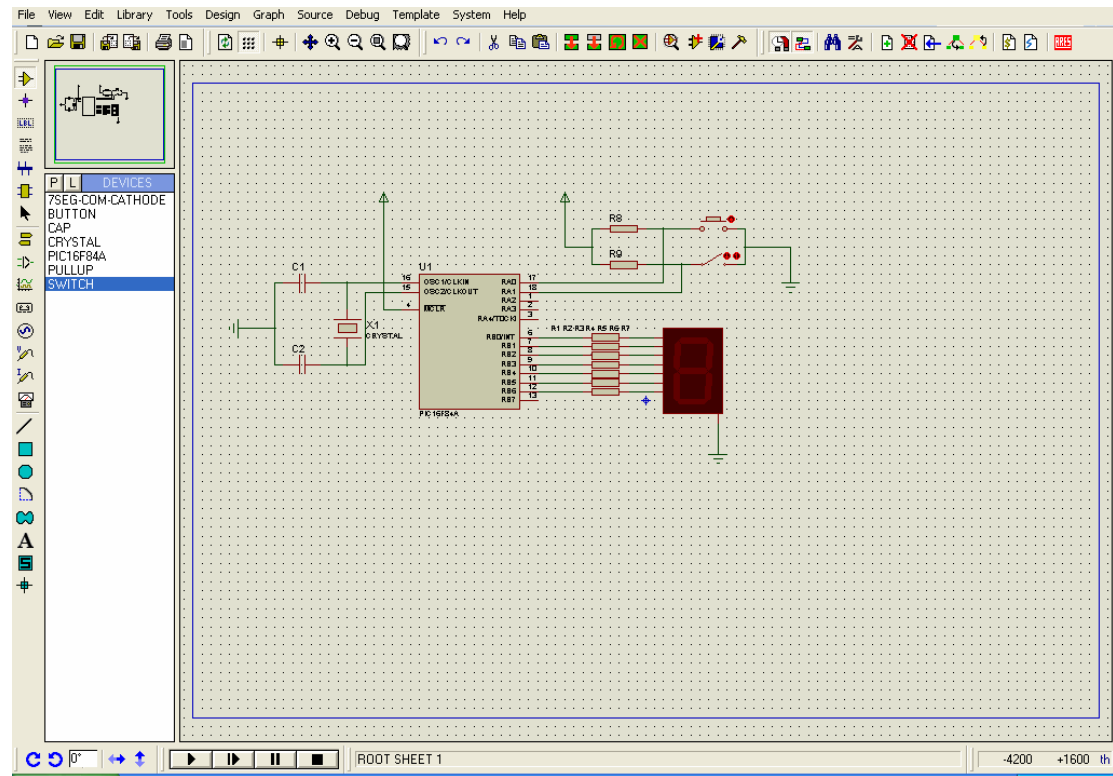 File View Edit Library Tools Design Graph Source Debug Template System Help
ARES
LBL
P L DEVICES
7SEG-COM-CATHODE
BUTTON
CAP
CRYSTAL
PIC16F84A
PULLUP
SWITCH
A
S
R8
R9
C1
U1
16 OSC1/CLKIN RA0 17
15 OSC2/CLKOUT RA1 18
RA2 1
4 MCLR RA3 2
RA4/T0CKI 3
X1
CRYSTAL
C2
R1 R2 R3 R4 R5 R6 R7
RB0/INT 6
RB1 7
RB2 8
RB3 9
RB4 10
RB5 11
RB6 12
RB7 13
PIC16F84A
0°
ROOT SHEET 1
-4200 +1600 th